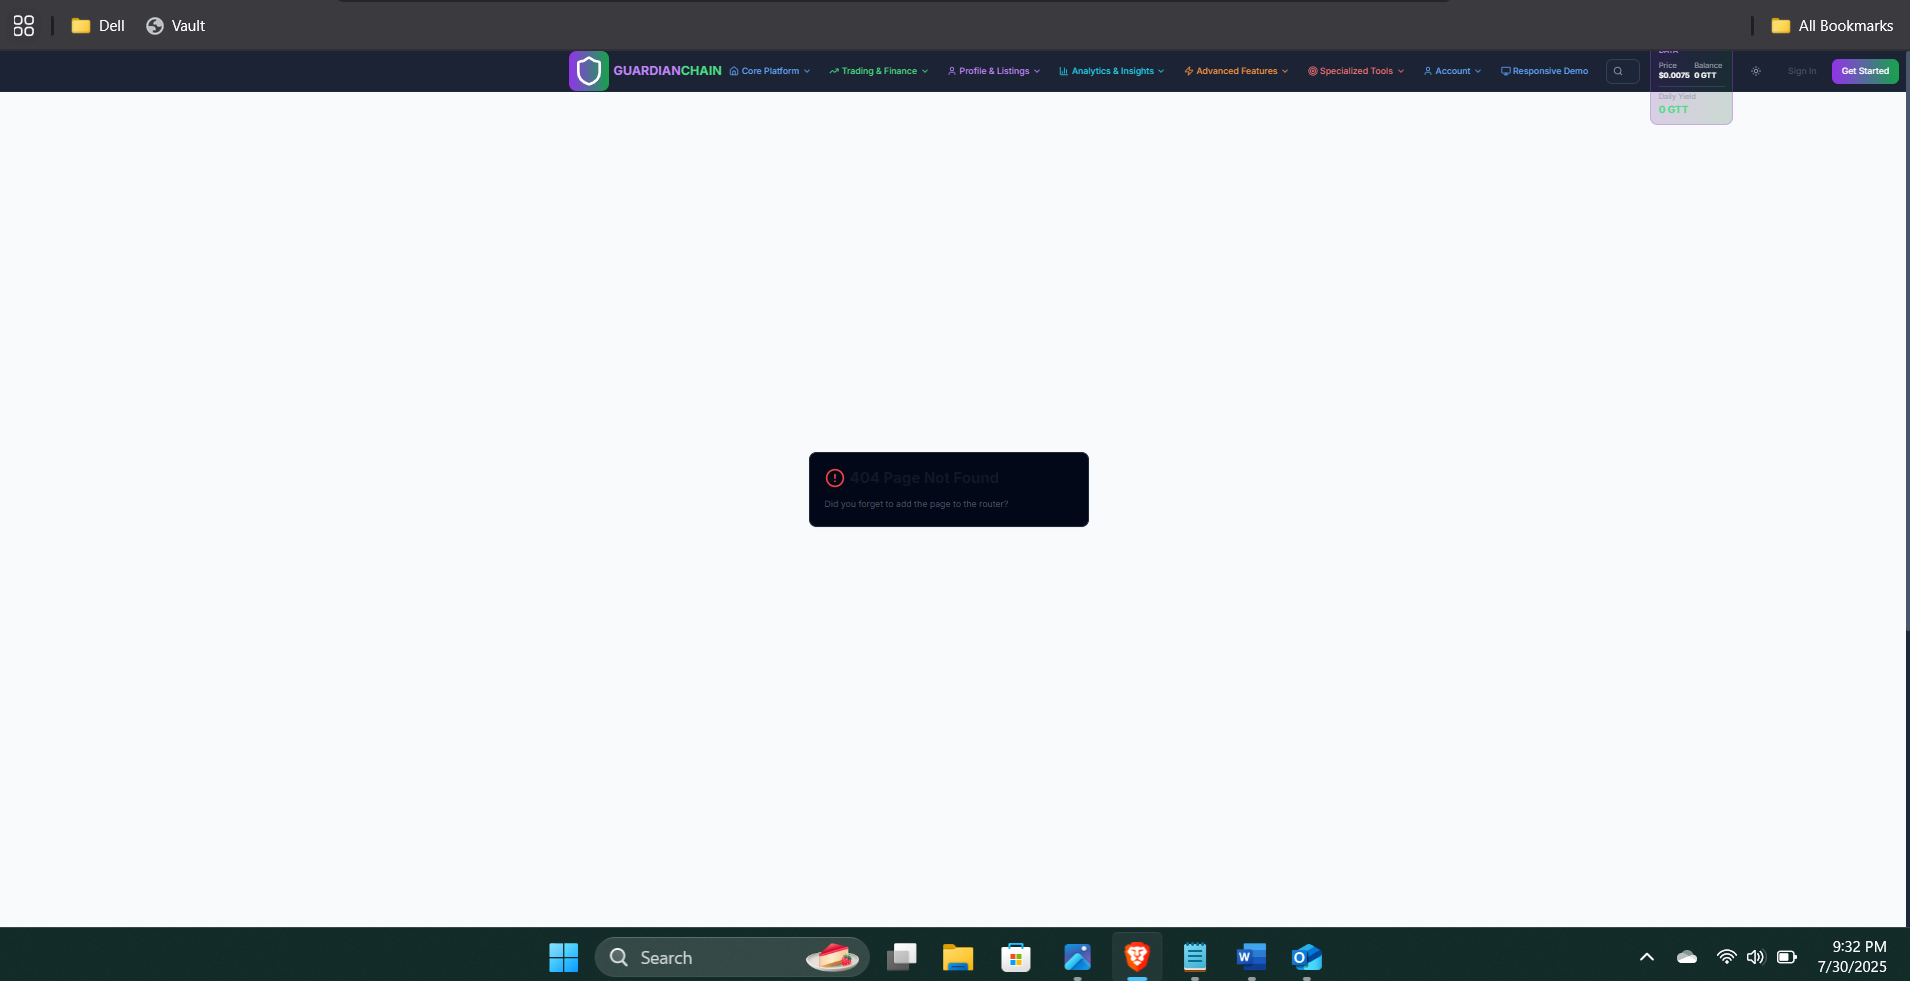 Dell
Vault
All Bookmarks
GUARDIANCHAIN
Core Platform
Trading & Finance
Profile & Listings
Analytics & Insights
Advanced Features
Specialized Tools
Account
Responsive Demo
Price Balance
$0.0075 0 GTT
Daily Yield
0 GTT
Sign In
Get Started
404 Page Not Found
Did you forget to add the page to the router?
Search
9:32 PM
7/30/2025